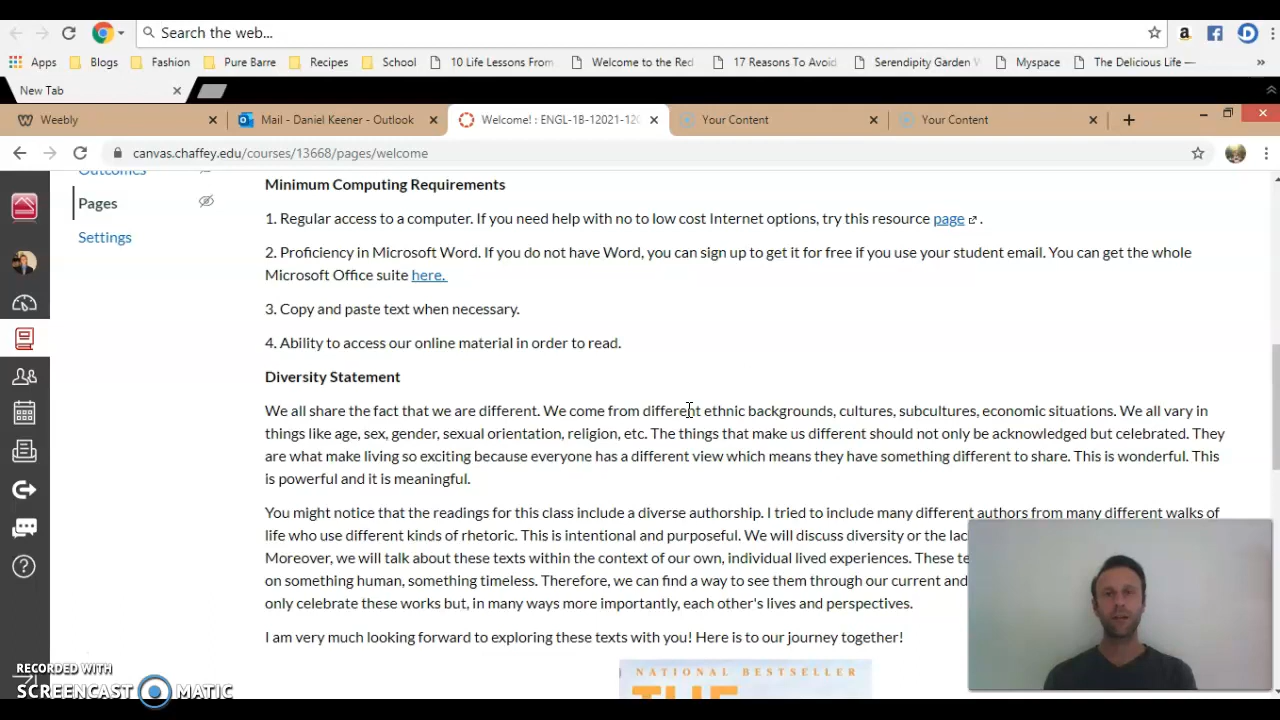 Search the web...
Apps Blogs Fashion Pure Barre Recipes School 10 Life Lessons From Welcome to the Red 17 Reasons To Avoid Serendipity Garden Myspace The Delicious Life — »
New Tab
Weebly Mail - Daniel Keener - Outlook Welcome! : ENGL-1B-12021-120 Your Content Your Content
canvas.chaffey.edu/courses/13668/pages/welcome
Outcomes
Minimum Computing Requirements
Pages
1. Regular access to a computer. If you need help with no to low cost Internet options, try this resource page .
Settings
2. Proficiency in Microsoft Word. If you do not have Word, you can sign up to get it for free if you use your student email. You can get the whole
Microsoft Office suite here.
3. Copy and paste text when necessary.
4. Ability to access our online material in order to read.
Diversity Statement
We all share the fact that we are different. We come from different ethnic backgrounds, cultures, subcultures, economic situations. We all vary in
things like age, sex, gender, sexual orientation, religion, etc. The things that make us different should not only be acknowledged but celebrated. They
are what make living so exciting because everyone has a different view which means they have something different to share. This is wonderful. This
is powerful and it is meaningful.
You might notice that the readings for this class include a diverse authorship. I tried to include many different authors from many different walks of
life who use different kinds of rhetoric. This is intentional and purposeful. We will discuss diversity or the
Moreover, we will talk about these texts within the context of our own, individual lived experiences. These
on something human, something timeless. Therefore, we can find a way to see them through our current and
only celebrate these works but, in many ways more importantly, each other's lives and perspectives.
I am very much looking forward to exploring these texts with you! Here is to our journey together!
NATIONAL BESTSELLER
THE
RECORDED WITH
SCREENCAST MATIC